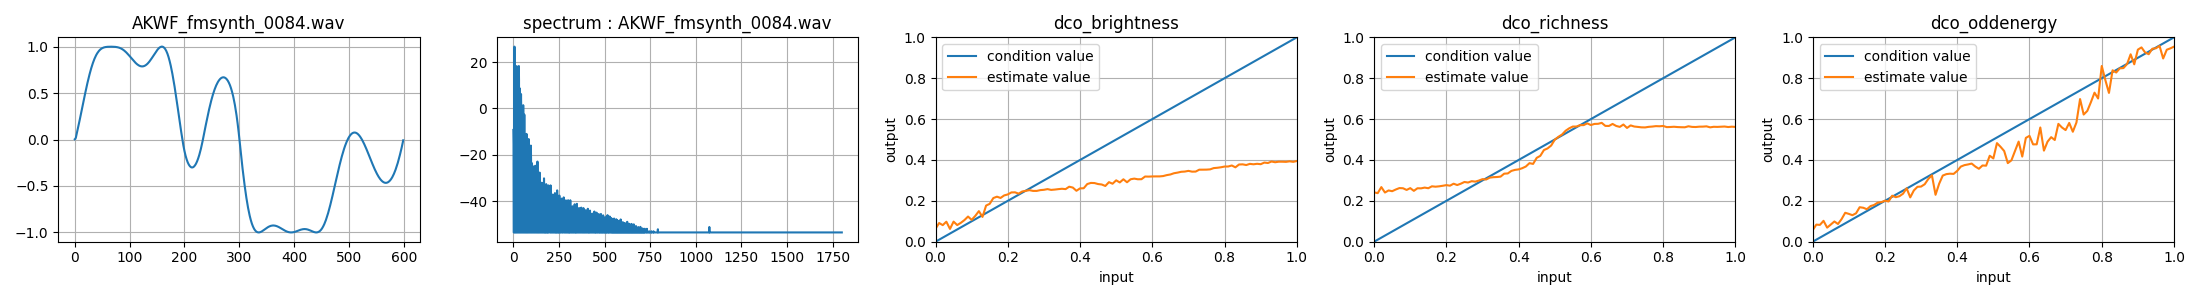 AKWF_fmsynth_0084.wav
1.0
0.5
0.0
−0.5
−1.0
0 100 200 300 400 500 600
spectrum : AKWF_fmsynth_0084.wav
20
0
−20
−40
0 250 500 750 1000 1250 1500 1750
dco_brightness
condition value
estimate value
output
1.0
0.8
0.6
0.4
0.2
0.0
0.0 0.2 0.4 0.6 0.8 1.0
input
dco_richness
condition value
estimate value
output
1.0
0.8
0.6
0.4
0.2
0.0
0.0 0.2 0.4 0.6 0.8 1.0
input
dco_oddenergy
condition value
estimate value
output
1.0
0.8
0.6
0.4
0.2
0.0
0.0 0.2 0.4 0.6 0.8 1.0
input